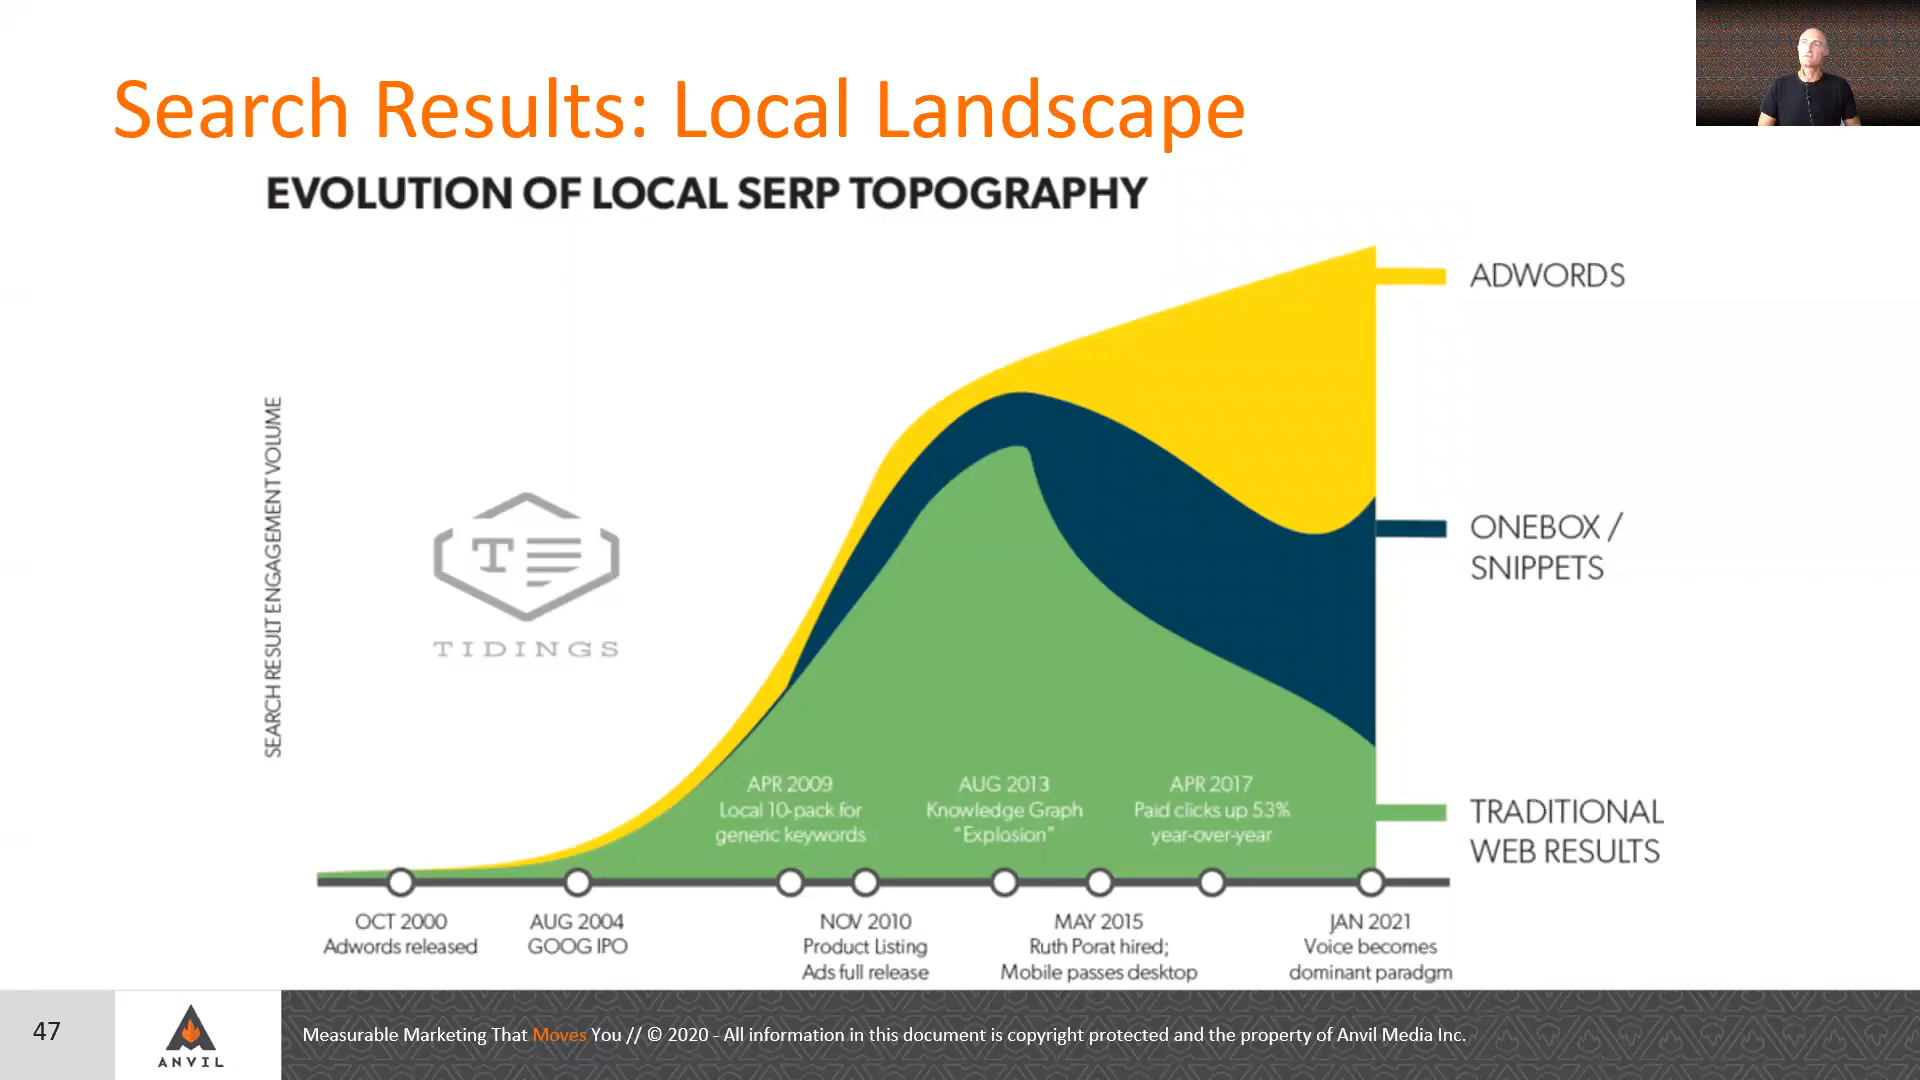 Search Results: Local Landscape
EVOLUTION OF LOCAL SERP TOPOGRAPHY
SEARCH RESULT ENGAGEMENT VOLUME
T
TIDINGS
ADWORDS
ONEBOX /
SNIPPETS
TRADITIONAL
WEB RESULTS
APR 2009
Local 10-pack for
generic keywords
AUG 2013
Knowledge Graph
"Explosion"
APR 2017
Paid clicks up 53%
year-over-year
OCT 2000
Adwords released
AUG 2004
GOOG IPO
NOV 2010
Product Listing
Ads full release
MAY 2015
Ruth Porat hired;
Mobile passes desktop
JAN 2021
Voice becomes
dominant paradgm
47
ANVIL
Measurable Marketing That Moves You // © 2020 - All information in this document is copyright protected and the property of Anvil Media Inc.